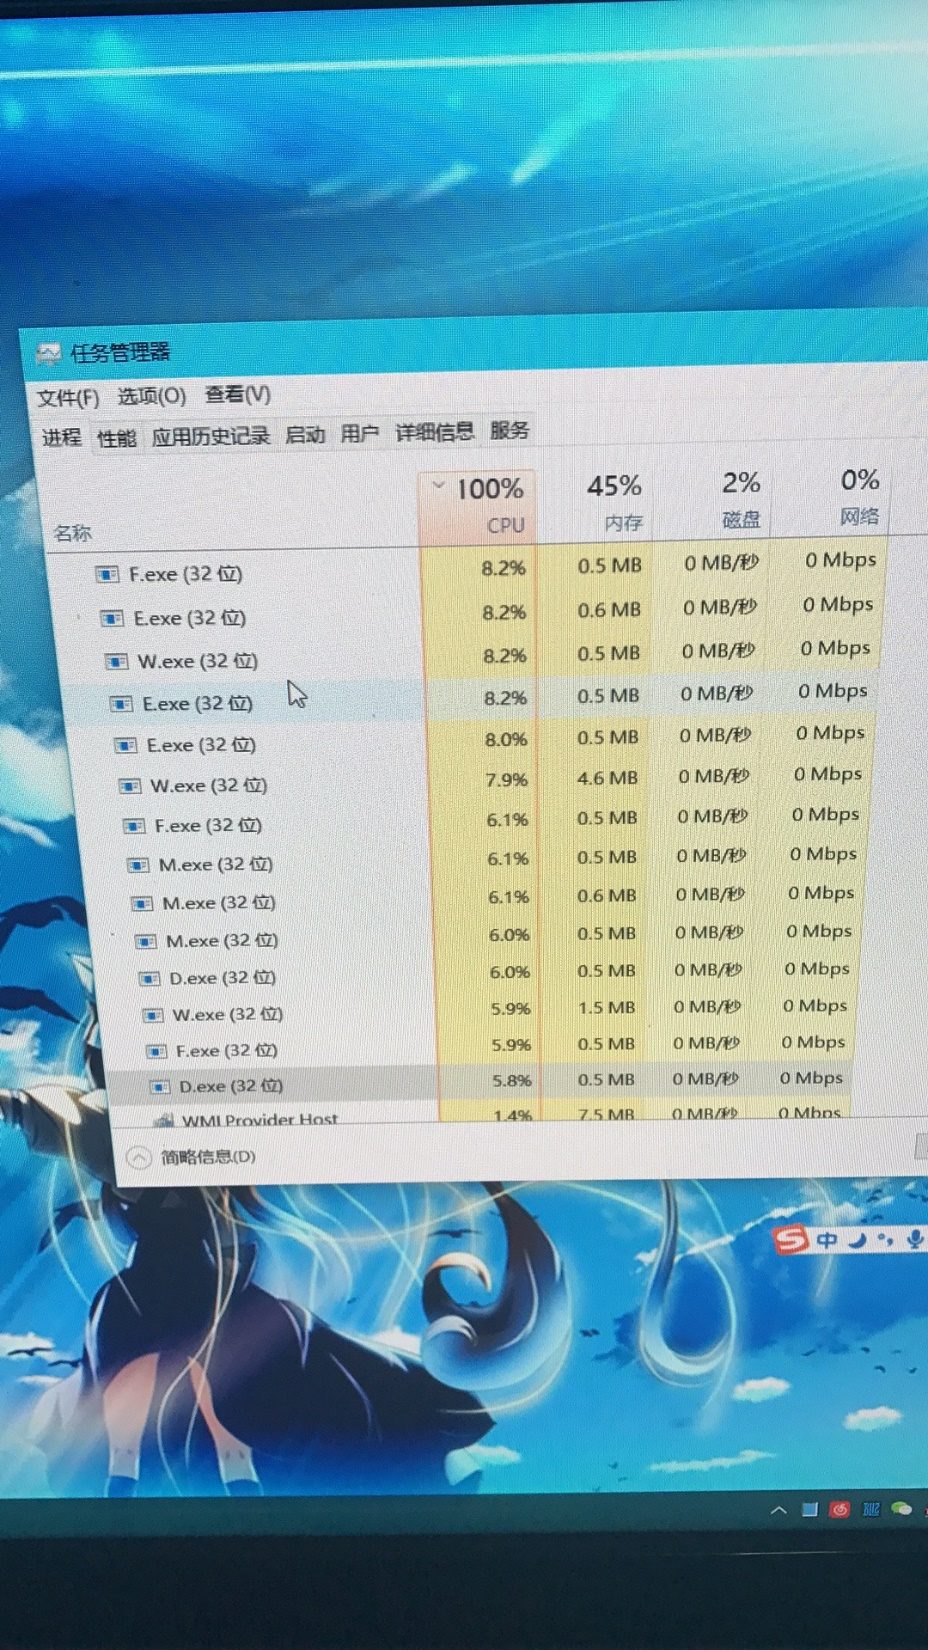 任务管理器
文件(F) 选项(O) 查看(V)
进程 性能 应用历史记录 启动 用户 详细信息 服务
100% 45% 2% 0%
名称 CPU 内存 磁盘 网络
F.exe (32 位) 8.2% 0.5 MB 0 MB/秒 0 Mbps
E.exe (32 位) 8.2% 0.6 MB 0 MB/秒 0 Mbps
W.exe (32 位) 8.2% 0.5 MB 0 MB/秒 0 Mbps
E.exe (32 位) 8.2% 0.5 MB 0 MB/秒 0 Mbps
E.exe (32 位) 8.0% 0.5 MB 0 MB/秒 0 Mbps
W.exe (32 位) 7.9% 4.6 MB 0 MB/秒 0 Mbps
F.exe (32 位) 6.1% 0.5 MB 0 MB/秒 0 Mbps
M.exe (32 位) 6.1% 0.5 MB 0 MB/秒 0 Mbps
M.exe (32 位) 6.1% 0.6 MB 0 MB/秒 0 Mbps
M.exe (32 位) 6.0% 0.5 MB 0 MB/秒 0 Mbps
D.exe (32 位) 6.0% 0.5 MB 0 MB/秒 0 Mbps
W.exe (32 位) 5.9% 1.5 MB 0 MB/秒 0 Mbps
F.exe (32 位) 5.9% 0.5 MB 0 MB/秒 0 Mbps
D.exe (32 位) 5.8% 0.5 MB 0 MB/秒 0 Mbps
WMI Provider Host 1.4% 7.5 MB 0 MB/秒 0 Mbps
简略信息(D)
S 中